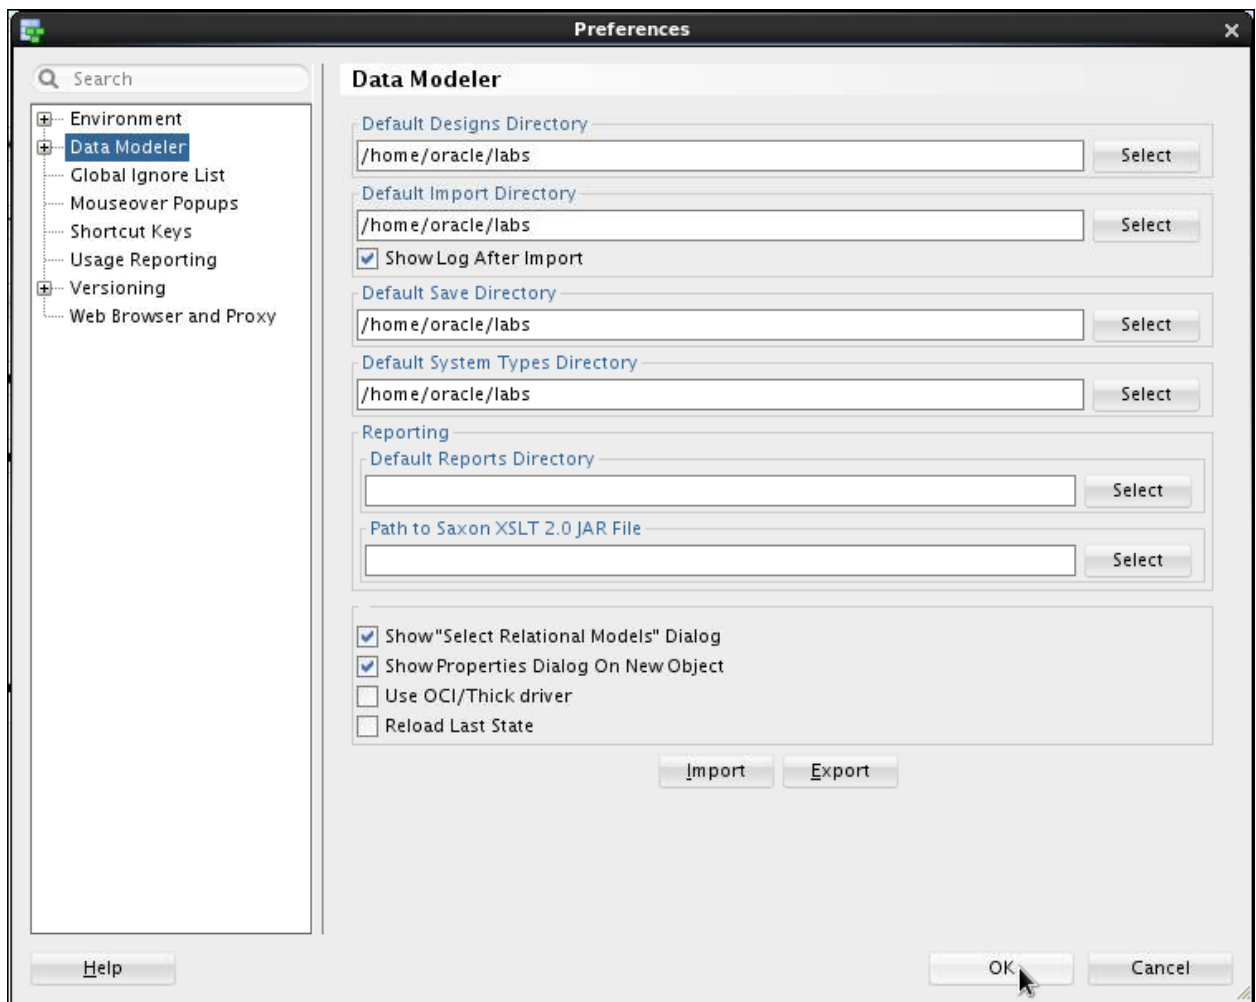 Preferences
Search
Environment
Data Modeler
Global Ignore List
Mouseover Popups
Shortcut Keys
Usage Reporting
Versioning
Web Browser and Proxy
Data Modeler
Default Designs Directory
/home/oracle/labs
Select
Default Import Directory
/home/oracle/labs
Select
Show Log After Import
Default Save Directory
/home/oracle/labs
Select
Default System Types Directory
/home/oracle/labs
Select
Reporting
Default Reports Directory
Select
Path to Saxon XSLT 2.0 JAR File
Select
Show "Select Relational Models" Dialog
Show Properties Dialog On New Object
Use OCI/Thick driver
Reload Last State
Import
Export
Help
OK
Cancel